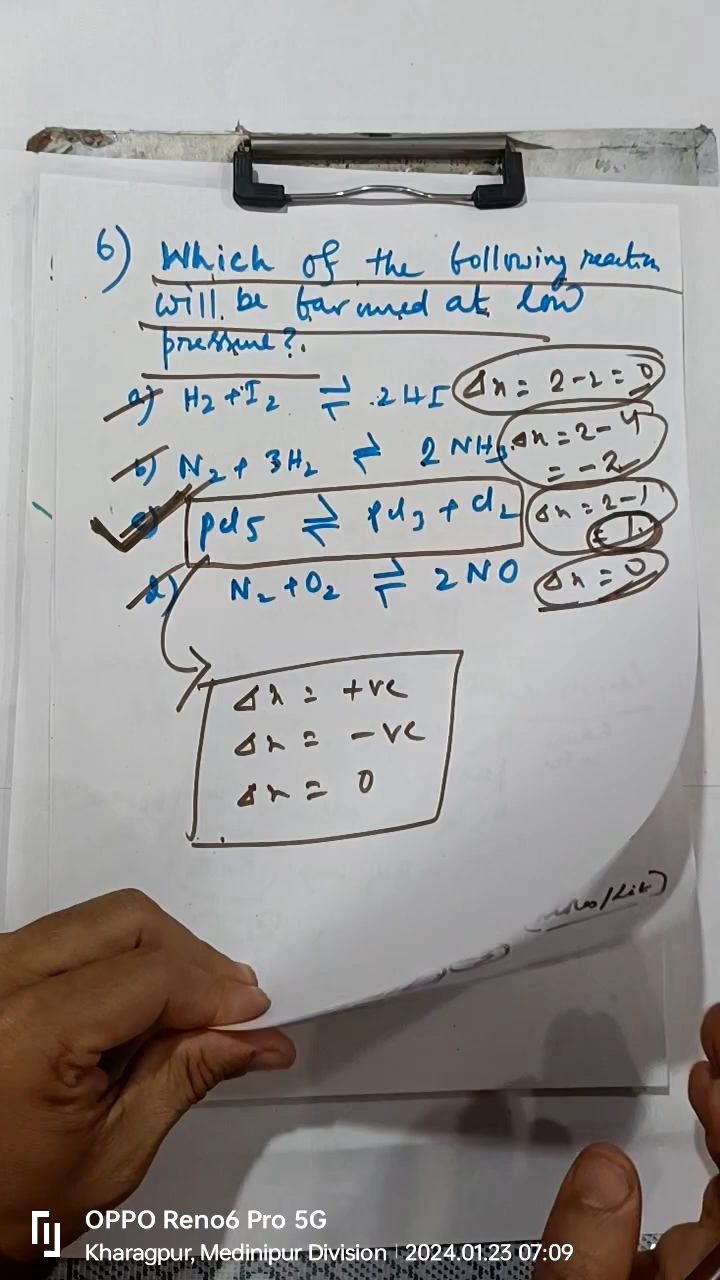 6) Which of the following reaction
will be farmed at low
pressure?.
a) H2 + I2 ⇌ 2HI Δn = 2-2 = 0
b) N2 + 3H2 ⇌ 2NH3. Δn = 2-4
= -2
c) pcl5 ⇌ pcl3 + cl2 Δn = 2-1
= 1.
d) N2 + O2 ⇌ 2NO Δn = 0
Δn = +ve
Δn = -ve
Δn = 0
OPPO Reno6 Pro 5G
Kharagpur, Medinipur Division | 2024.01.23 07:09